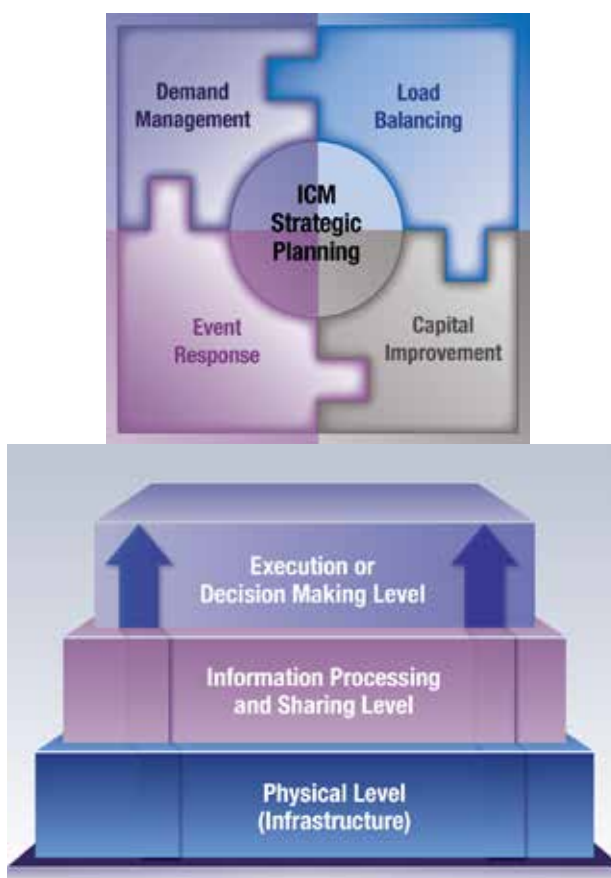 Demand
Management
Load
Balancing
ICM
Strategic
Planning
Event
Response
Capital
Improvement
Execution or
Decision Making Level
Information Processing
and Sharing Level
Physical Level
(Infrastructure)